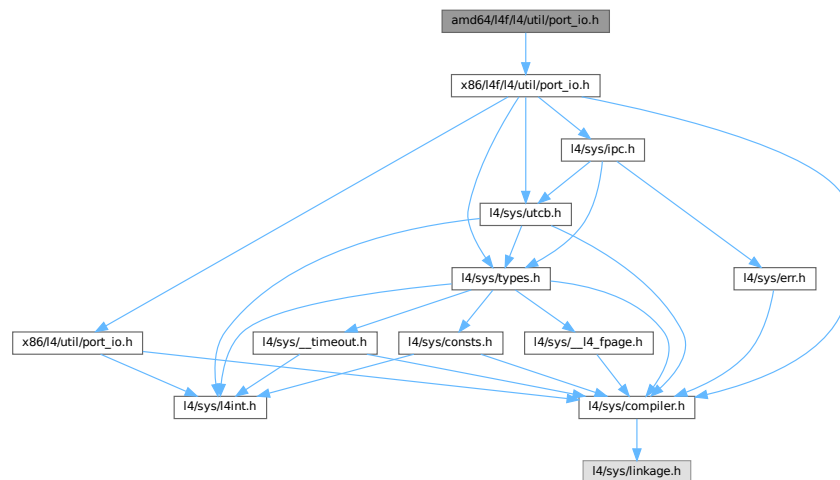 amd64/l4f/l4/util/port_io.h
x86/l4f/l4/util/port_io.h
l4/sys/ipc.h
l4/sys/utcb.h
l4/sys/types.h
l4/sys/err.h
x86/l4/util/port_io.h
l4/sys/__timeout.h
l4/sys/consts.h
l4/sys/__l4_fpage.h
l4/sys/l4int.h
l4/sys/compiler.h
l4/sys/linkage.h